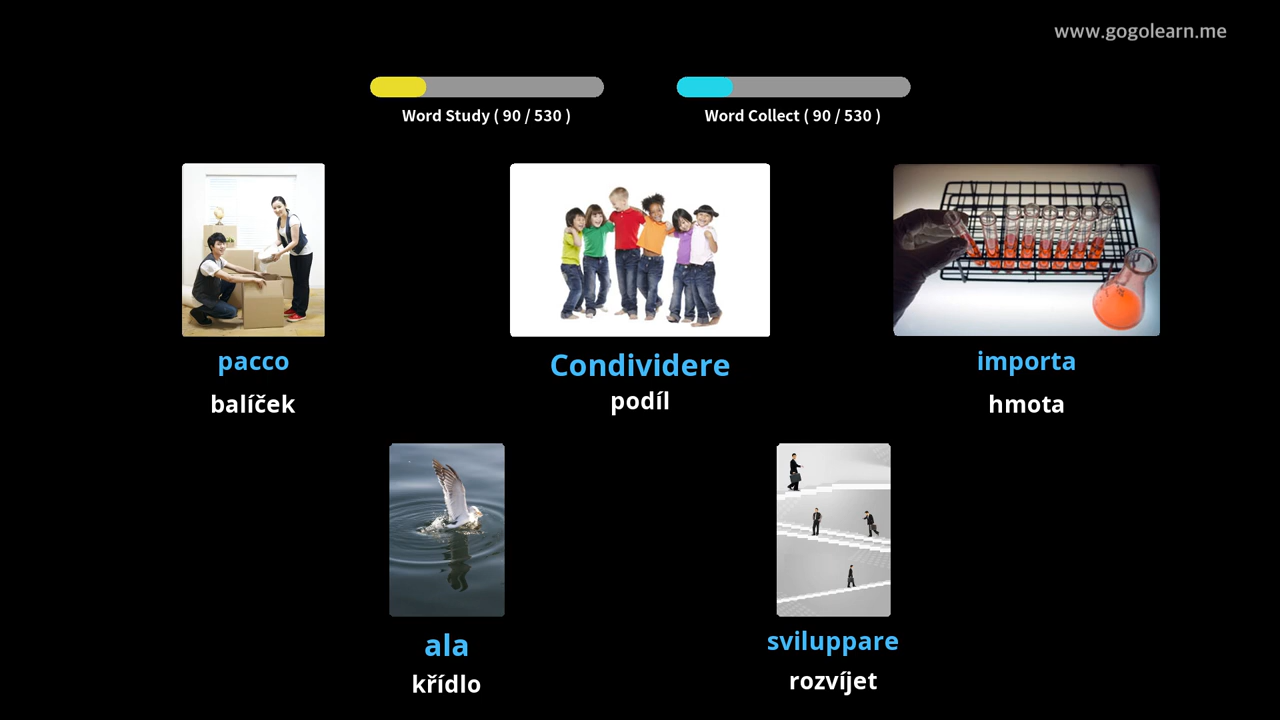 www.gogolearn.me
Word Study ( 90 / 530 )
Word Collect ( 90 / 530 )
pacco
balíček
Condividere
podíl
importa
hmota
ala
křídlo
sviluppare
rozvíjet